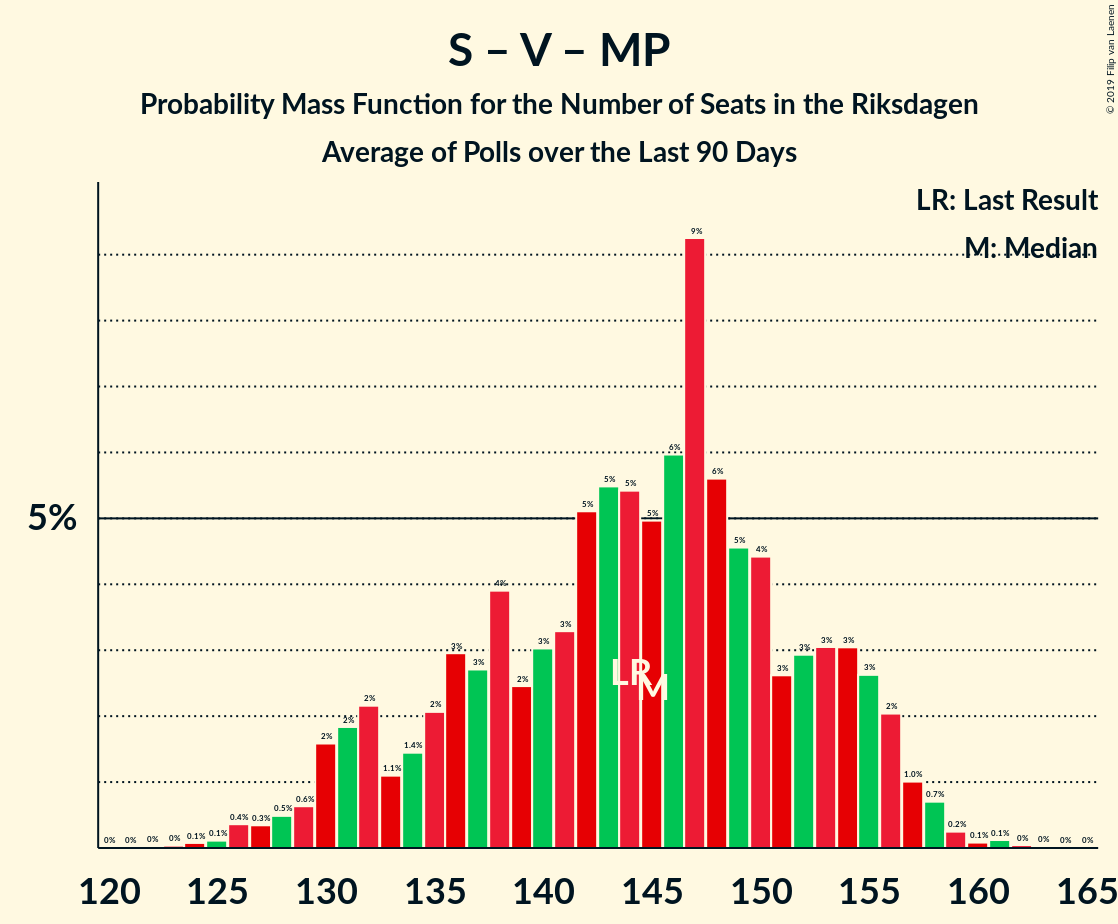 S – V – MP
Probability Mass Function for the Number of Seats in the Riksdagen
Average of Polls over the Last 90 Days
© 2019 Filip van Laenen
LR: Last Result
M: Median
5%
0% 0% 0% 0% 0.1% 0.1% 0.4% 0.3% 0.5% 0.6% 2% 2% 2% 1.1% 1.4% 2% 3% 3% 4% 2% 3% 3% 5% 5% 5% 5% 6% 9% 6% 5% 4% 3% 3% 3% 3% 3% 2% 1.0% 0.7% 0.2% 0.1% 0.1% 0% 0% 0% 0%
LR
M
120 125 130 135 140 145 150 155 160 165